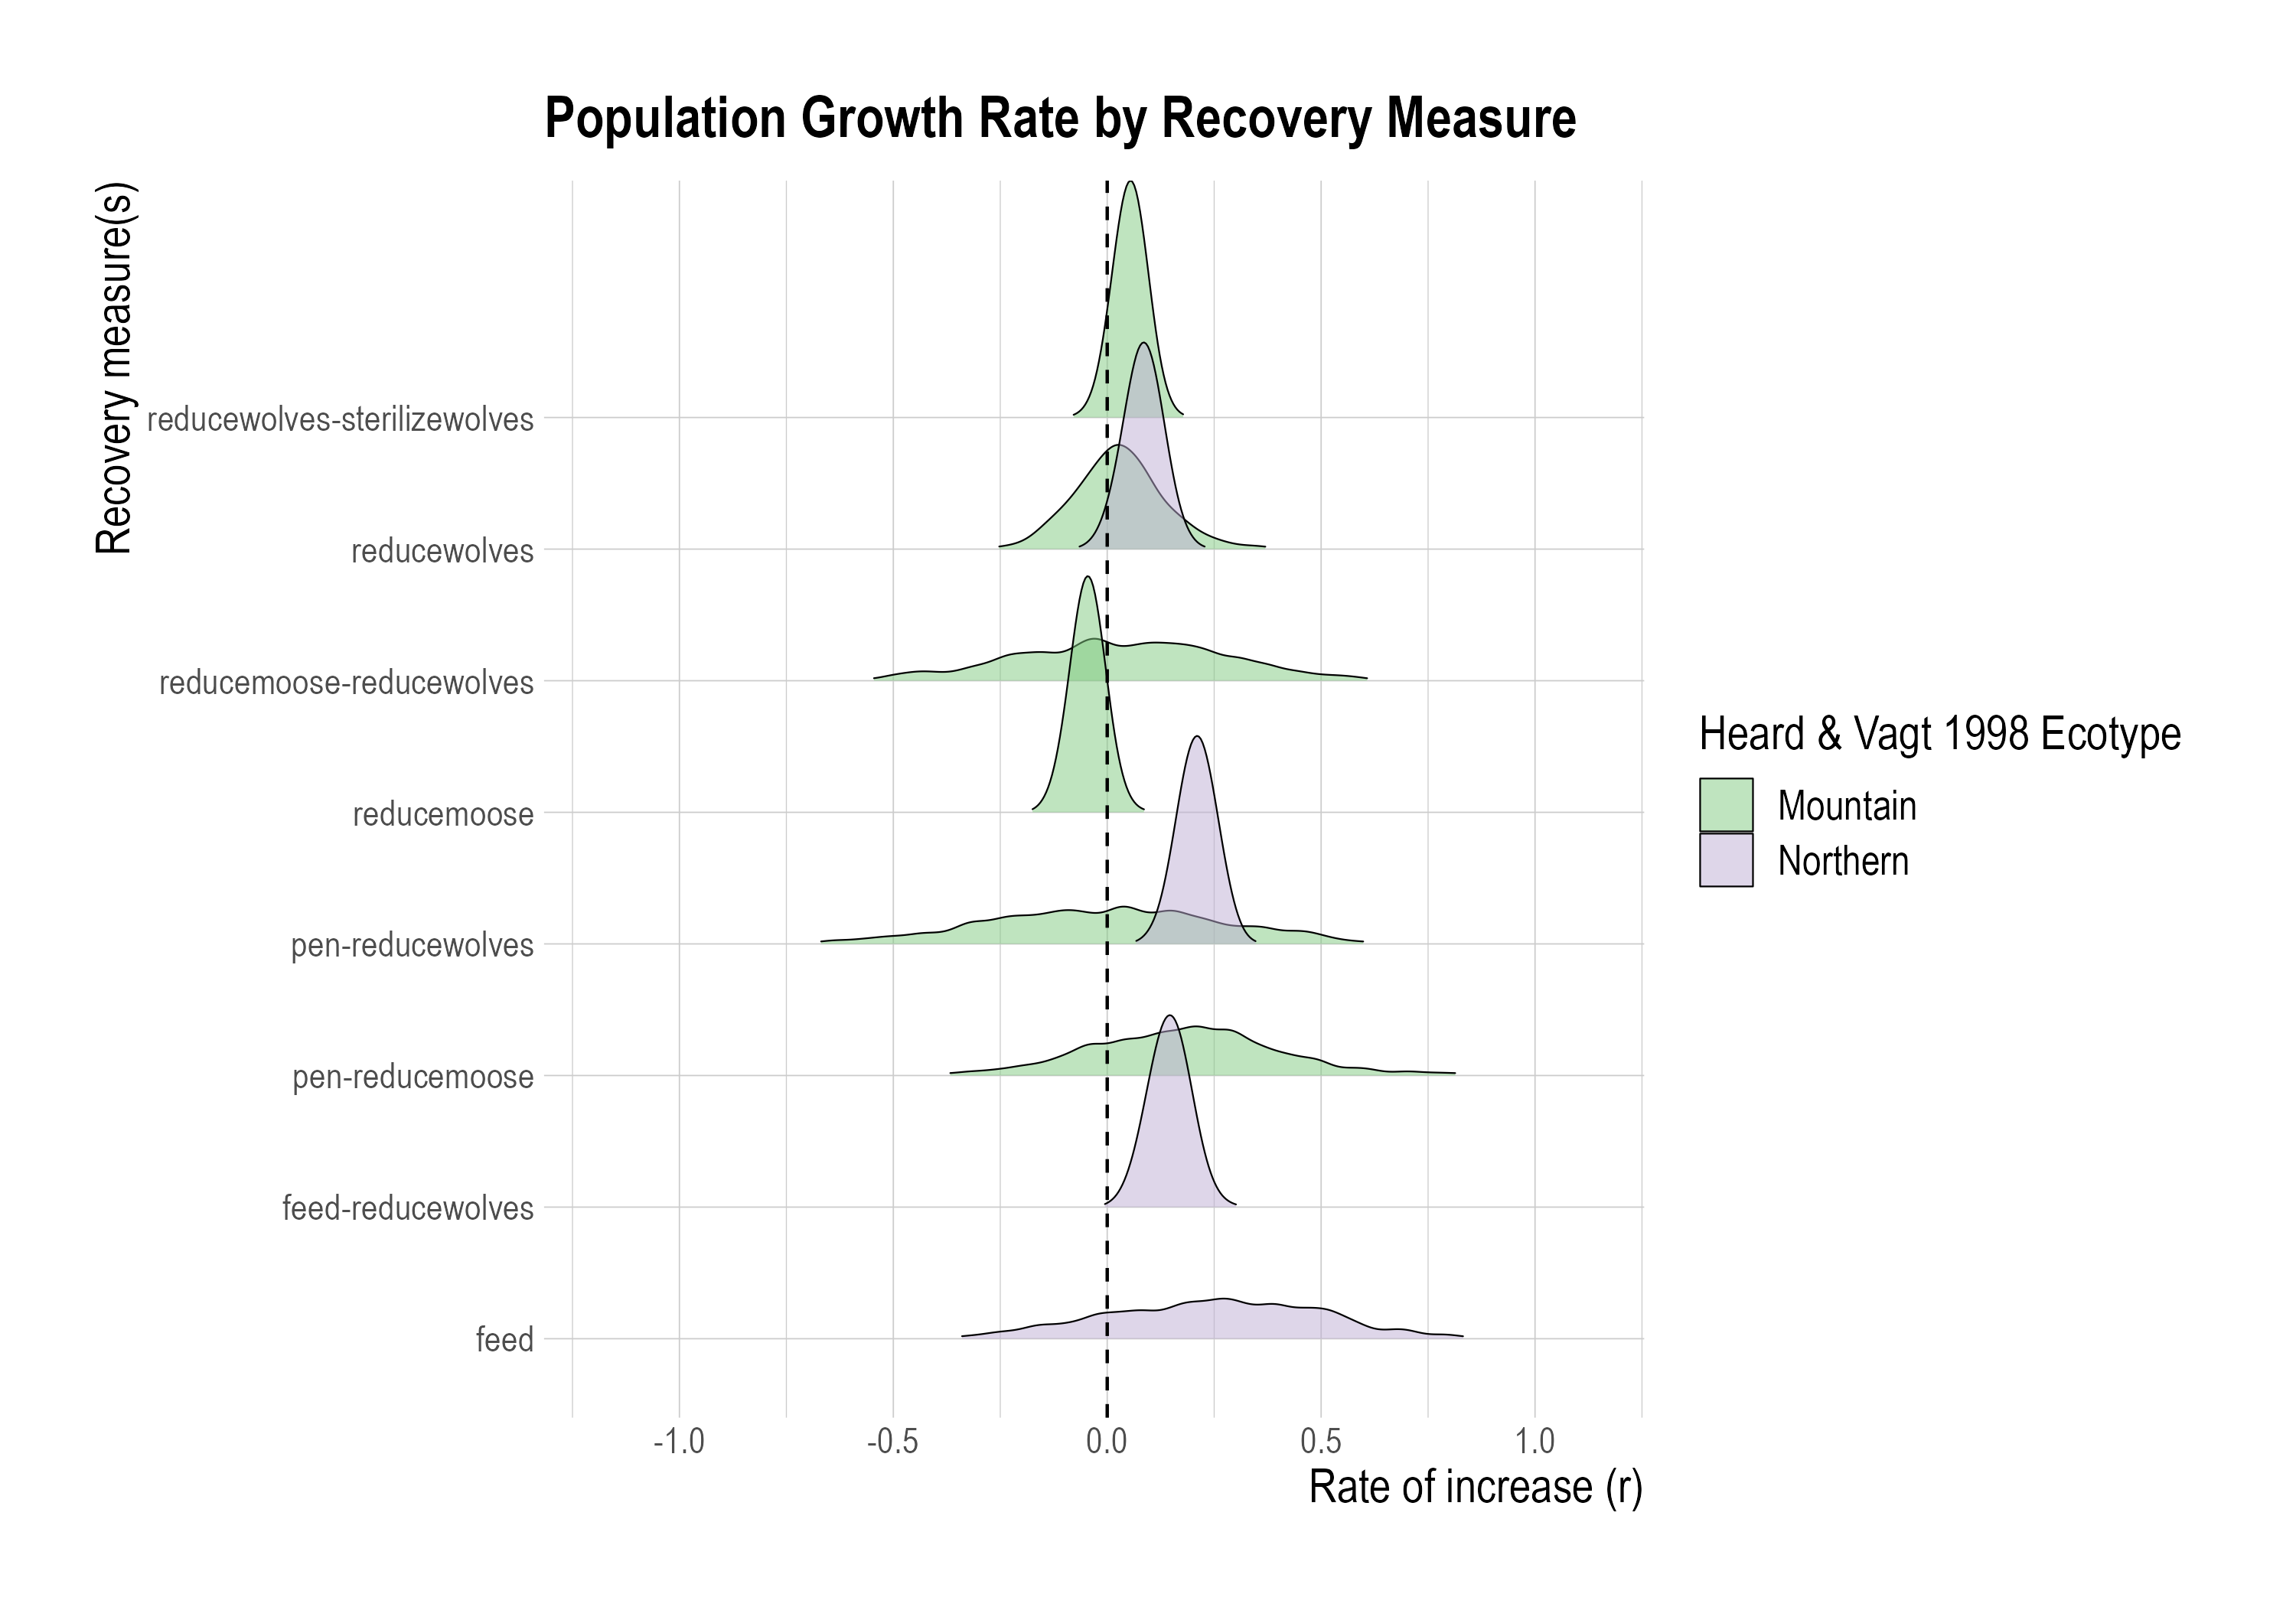 Population Growth Rate by Recovery Measure
Recovery measure(s)
reducewolves-sterilizewolves
reducewolves
reducemoose-reducewolves
reducemoose
pen-reducewolves
pen-reducemoose
feed-reducewolves
feed
-1.0
-0.5
0.0
0.5
1.0
Rate of increase (r)
Heard & Vagt 1998 Ecotype
Mountain
Northern